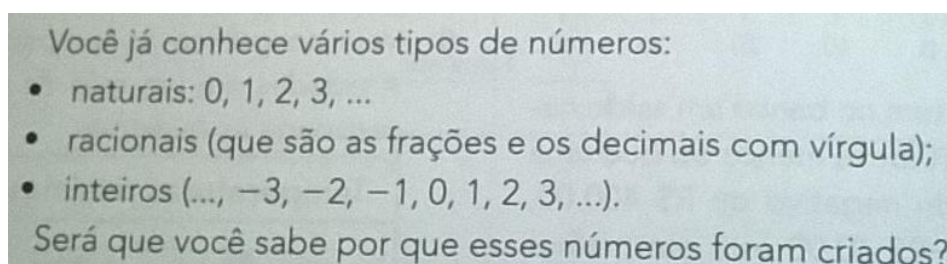 Você já conhece vários tipos de números:
• naturais: 0, 1, 2, 3, ...
• racionais (que são as frações e os decimais com vírgula);
• inteiros (..., −3, −2, −1, 0, 1, 2, 3, ...).
Será que você sabe por que esses números foram criados?